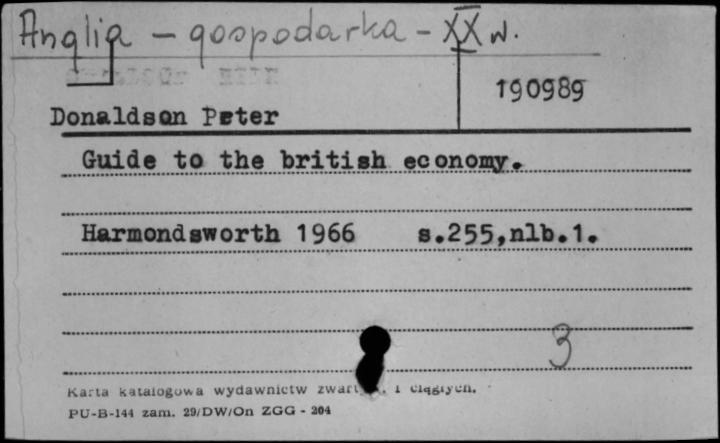 Anglia – gospodarka – XX w.
190989
Donaldson Peter
Guide to the british economy.
Harmondsworth 1966 s.255,nlb.1.
3
Karta katalogowa wydawnictw i ciągłych.
PU-B-144 zam. 29/DW/On ZGG - 204